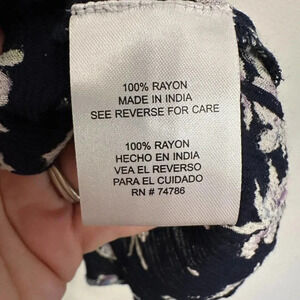 100% RAYON
MADE IN INDIA
SEE REVERSE FOR CARE
100% RAYON
HECHO EN INDIA
VEA EL REVERSO
PARA EL CUIDADO
RN # 74786